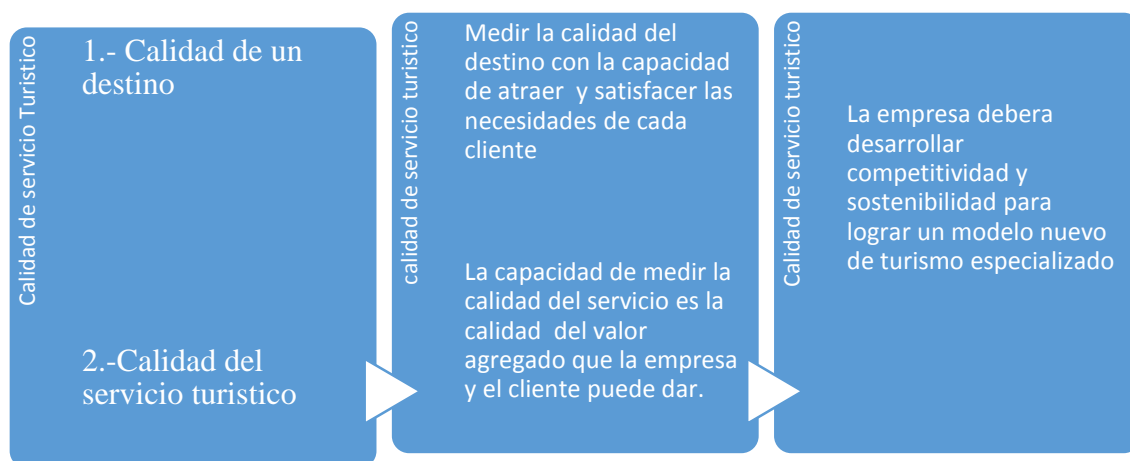 Calidad de servicio Turistico
1.- Calidad de un
destino
2.-Calidad del
servicio turistico
calidad de servicio turistico
Medir la calidad del
destino con la capacidad
de atraer y satisfacer las
necesidades de cada
cliente
La capacidad de medir la
calidad del servicio es la
calidad del valor
agregado que la empresa
y el cliente puede dar.
Calidad de servicio turistico
La empresa debera
desarrollar
competitividad y
sostenibilidad para
lograr un modelo nuevo
de turismo especializado